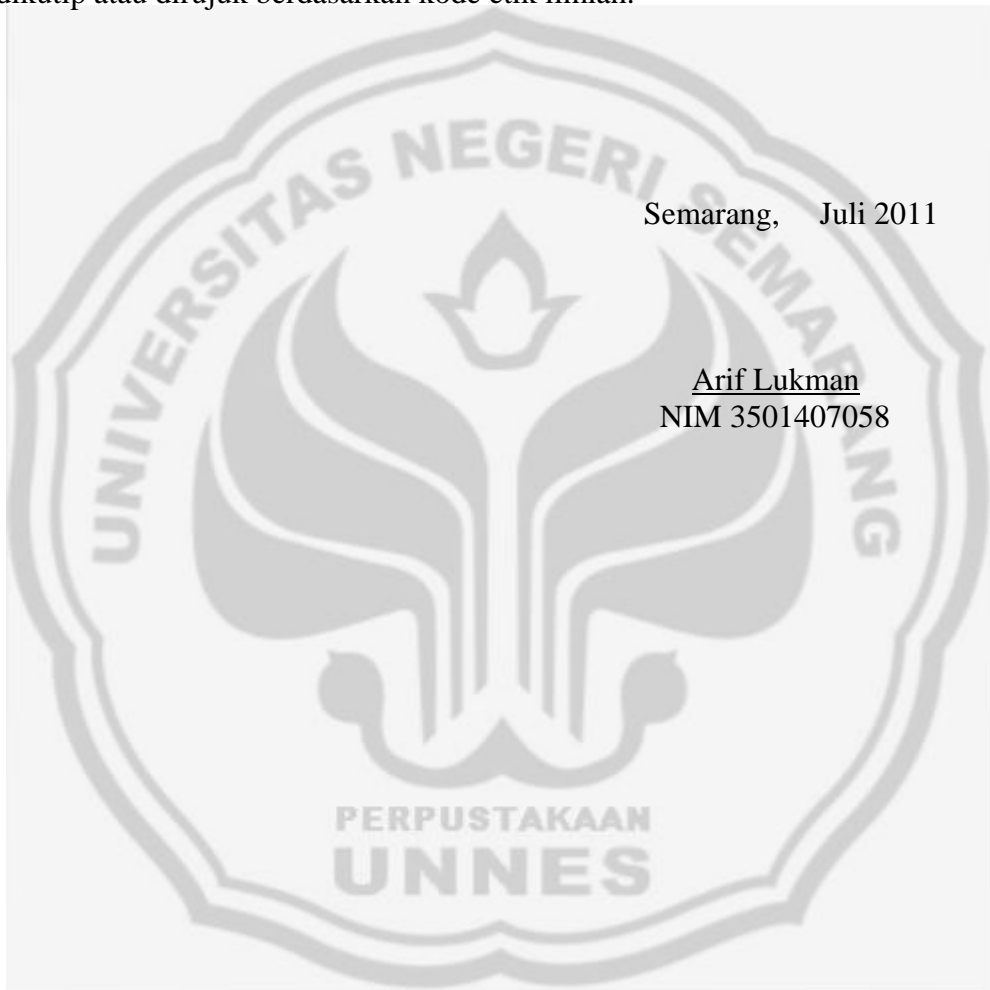 dikutip atau dirujuk berdasarkan kode etik ilmiah.
UNIVERSITAS NEGERI SEMARANG
Semarang, Juli 2011
Arif Lukman
NIM 3501407058
PERPUSTAKAAN
UNNES